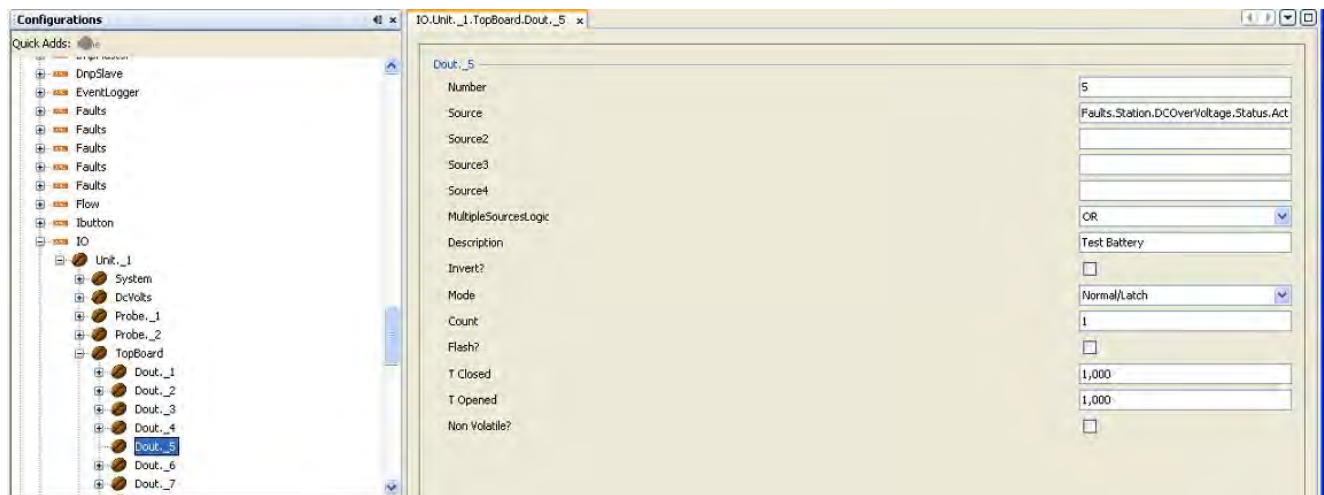 Configurations
Quick Adds:
DnpSlave
EventLogger
Faults
Faults
Faults
Faults
Faults
Flow
Ibutton
IO
Unit._1
System
DcVolts
Probe._1
Probe._2
TopBoard
Dout._1
Dout._2
Dout._3
Dout._4
Dout._5
Dout._6
Dout._7
IO.Unit._1.TopBoard.Dout._5
Dout._5
Number 5
Source Faults.Station.DCOverVoltage.Status.Act
Source2
Source3
Source4
MultipleSourcesLogic OR
Description Test Battery
Invert?
Mode Normal/Latch
Count 1
Flash?
T Closed 1,000
T Opened 1,000
Non Volatile?